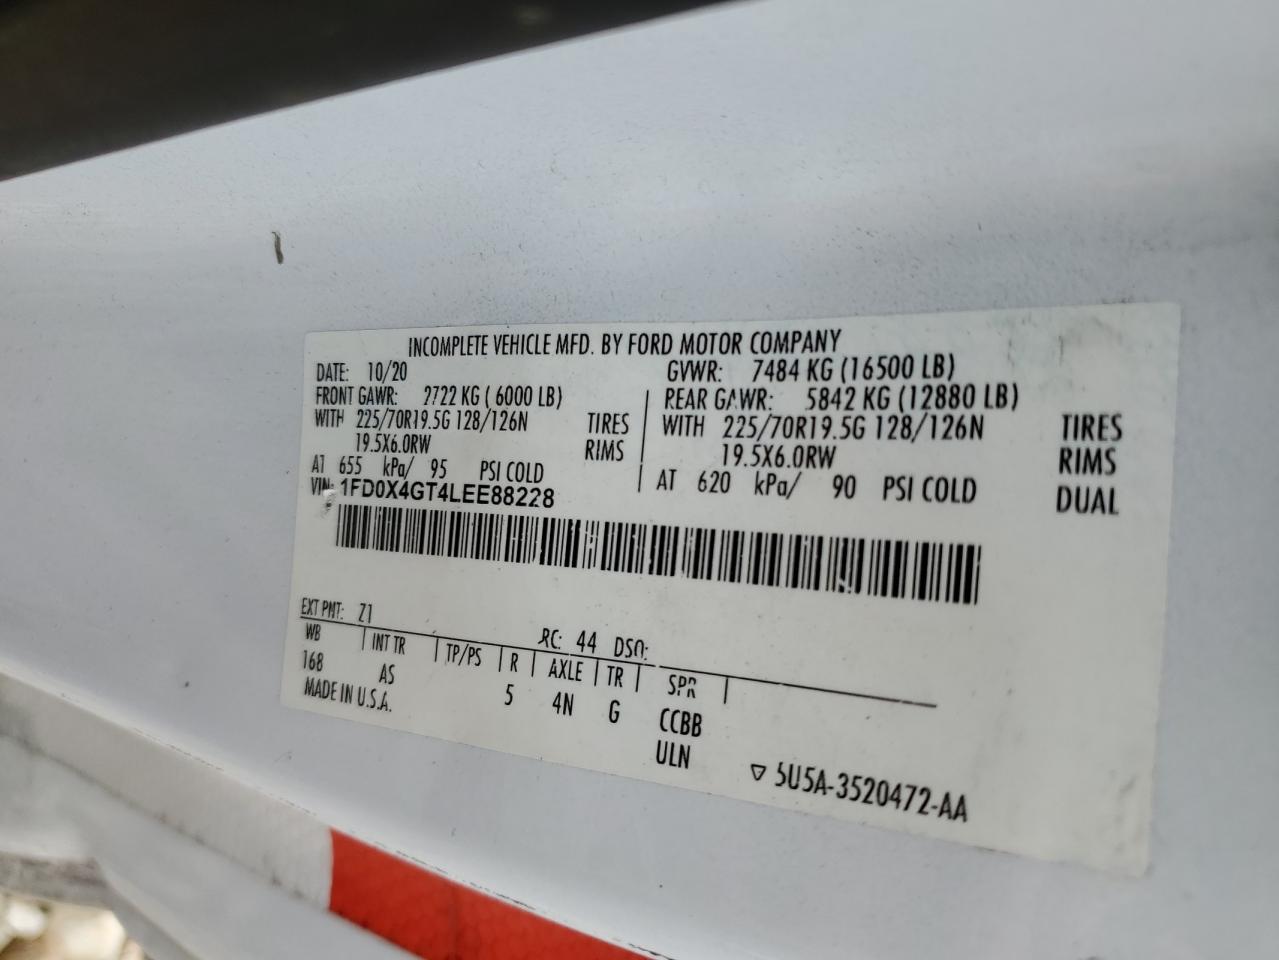 INCOMPLETE VEHICLE MFD. BY FORD MOTOR COMPANY
DATE: 10/20 GVWR: 7484 KG (16500 LB)
FRONT GAWR: 2722 KG ( 6000 LB) REAR GAWR: 5842 KG (12880 LB)
WITH 225/70R19.5G 128/126N TIRES WITH 225/70R19.5G 128/126N TIRES
19.5X6.0RW RIMS 19.5X6.0RW RIMS
AT 655 kPa/ 95 PSI COLD AT 620 kPa/ 90 PSI COLD DUAL
VIN: 1FD0X4GT4LEE88228
EXT PNT: Z1 RC: 44 DSO:
WB INT TR TP/PS R AXLE TR SPR
168 AS 5 4N G CCBB
MADE IN U.S.A. ULN
▽ 5U5A-3520472-AA